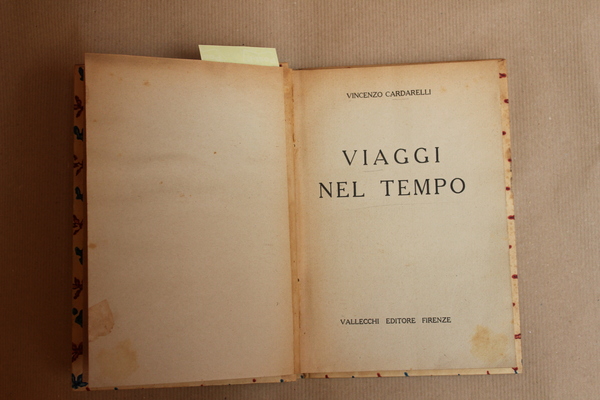 VINCENZO CARDARELLI
VIAGGI
NEL TEMPO
VALLECCHI EDITORE FIRENZE